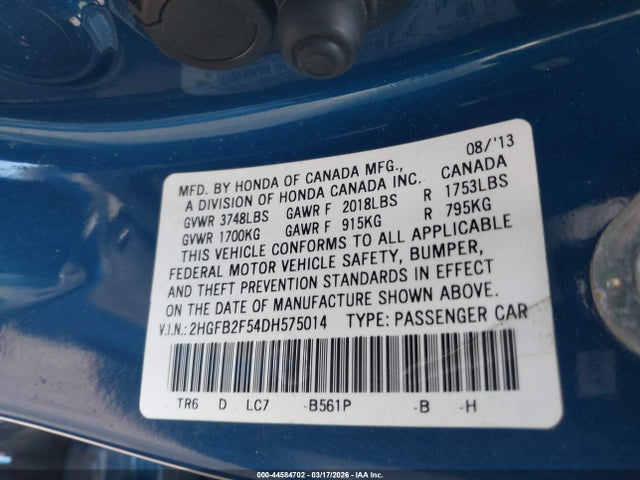 08/'13
MFD. BY HONDA OF CANADA MFG.,
A DIVISION OF HONDA CANADA INC. CANADA
GVWR 3748LBS GAWR F 2018LBS R 1753LBS
GVWR 1700KG GAWR F 915KG R 795KG
THIS VEHICLE CONFORMS TO ALL APPLICABLE
FEDERAL MOTOR VEHICLE SAFETY, BUMPER,
AND THEFT PREVENTION STANDARDS IN EFFECT
ON THE DATE OF MANUFACTURE SHOWN ABOVE.
V.I.N.: 2HGFB2F54DH575014 TYPE: PASSENGER CAR
TR6 D LC7 -B561P -B -H
000-44584702 - 03/17/2026 - IAA Inc.